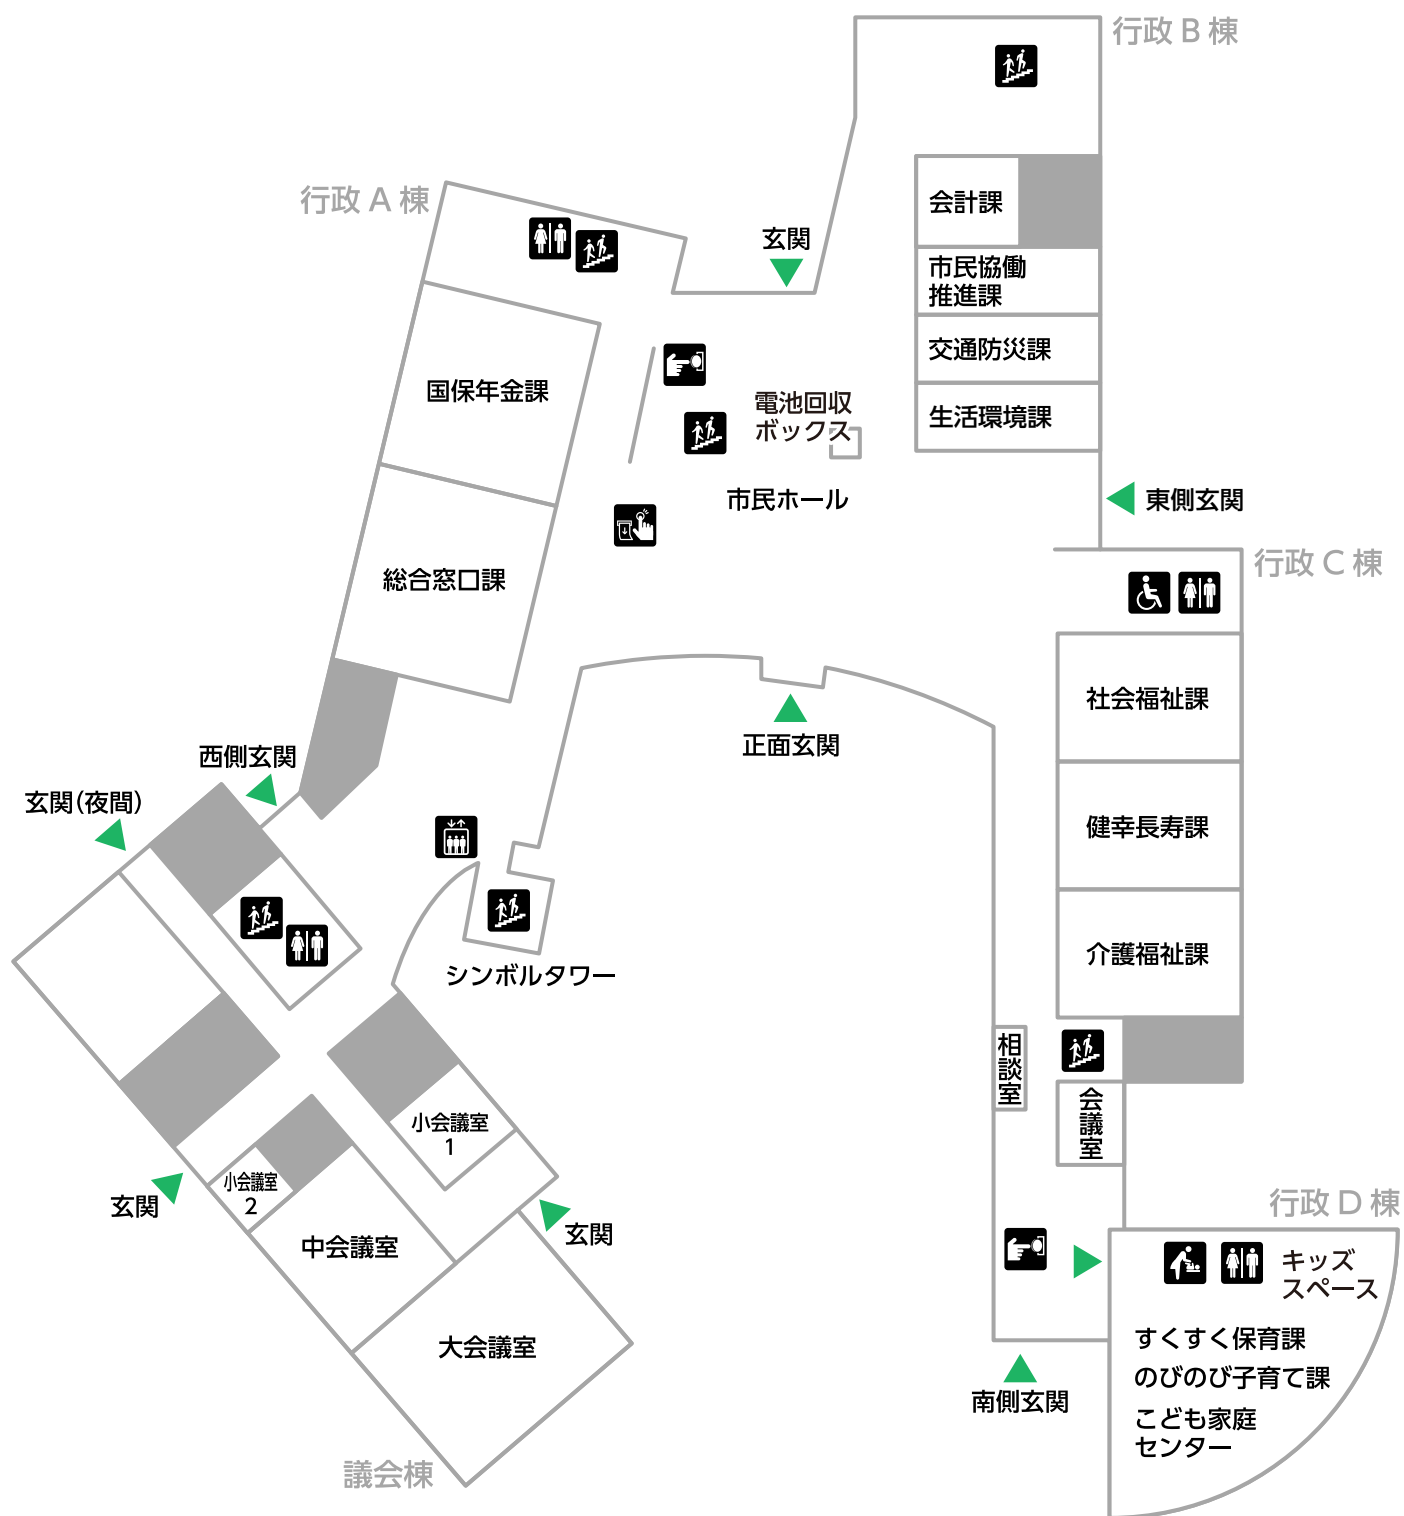 行政B棟
会計課
行政A棟
玄関
市民協働
推進課
交通防災課
国保年金課
電池回収
ボックス
生活環境課
市民ホール
東側玄関
行政C棟
総合窓口課
社会福祉課
正面玄関
西側玄関
玄関(夜間)
健幸長寿課
介護福祉課
シンボルタワー
相談室
会議室
小会議室
1
小会議室
2
玄関
玄関
中会議室
行政D棟
キッズ
スペース
大会議室
すくすく保育課
のびのび子育て課
こども家庭
センター
南側玄関
議会棟